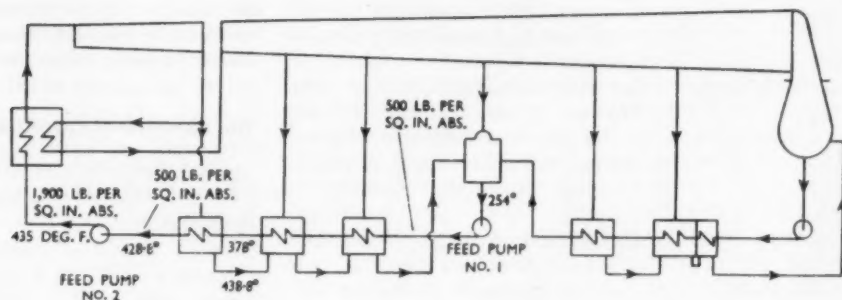 500 LB. PER
SQ. IN. ABS.
1,900 LB. PER
SQ. IN. ABS.
500 LB. PER
SQ. IN. ABS.
435 DEG. F.
428·8°
378°
438·8°
254°
FEED PUMP
NO. 1
FEED PUMP
NO. 2